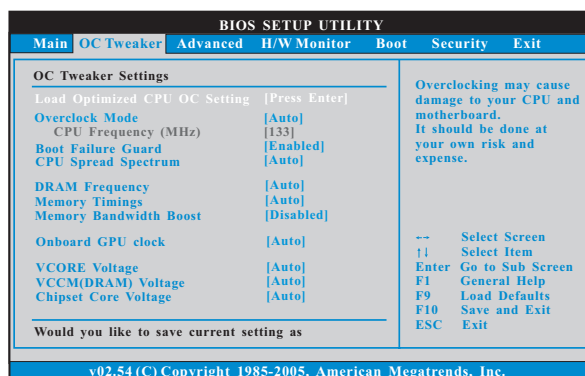 BIOS SETUP UTILITY
Main OC Tweaker Advanced H/W Monitor Boot Security Exit
OC Tweaker Settings
Load Optimized CPU OC Setting [Press Enter]
Overclock Mode [Auto]
CPU Frequency (MHz) [133]
Boot Failure Guard [Enabled]
CPU Spread Spectrum [Auto]
DRAM Frequency [Auto]
Memory Timings [Auto]
Memory Bandwidth Boost [Disabled]
Onboard GPU clock [Auto]
VCORE Voltage [Auto]
VCCM(DRAM) Voltage [Auto]
Chipset Core Voltage [Auto]
Would you like to save current setting as
Overclocking may cause
damage to your CPU and
motherboard.
It should be done at
your own risk and
expense.
←→ Select Screen
↑↓ Select Item
Enter Go to Sub Screen
F1 General Help
F9 Load Defaults
F10 Save and Exit
ESC Exit
v02.54 (C) Copyright 1985-2005, American Megatrends, Inc.